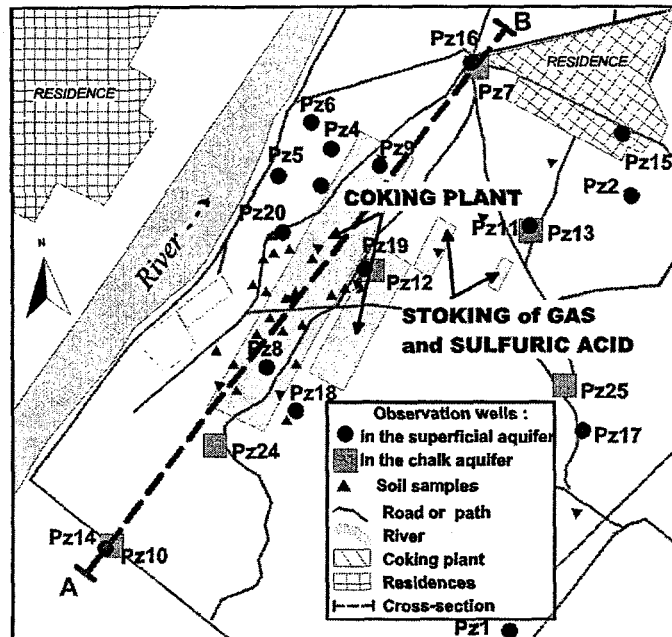 B
Pz16
RESIDENCE
RESIDENCE
Pz7
Pz6
Pz4
Pz5
Pz9
Pz15
Pz2
COKING PLANT
Pz20
Pz11
Pz13
River
N
Pz19
Pz12
STOKING of GAS
and SULFURIC ACID
Pz8
Pz18
Pz25
Pz17
Pz24
Observation wells :
in the superficial aquifer
In the chalk aquifer
Soil samples
Road or path
River
Coking plant
Residences
Cross-section
Pz14
Pz10
A
Pz1